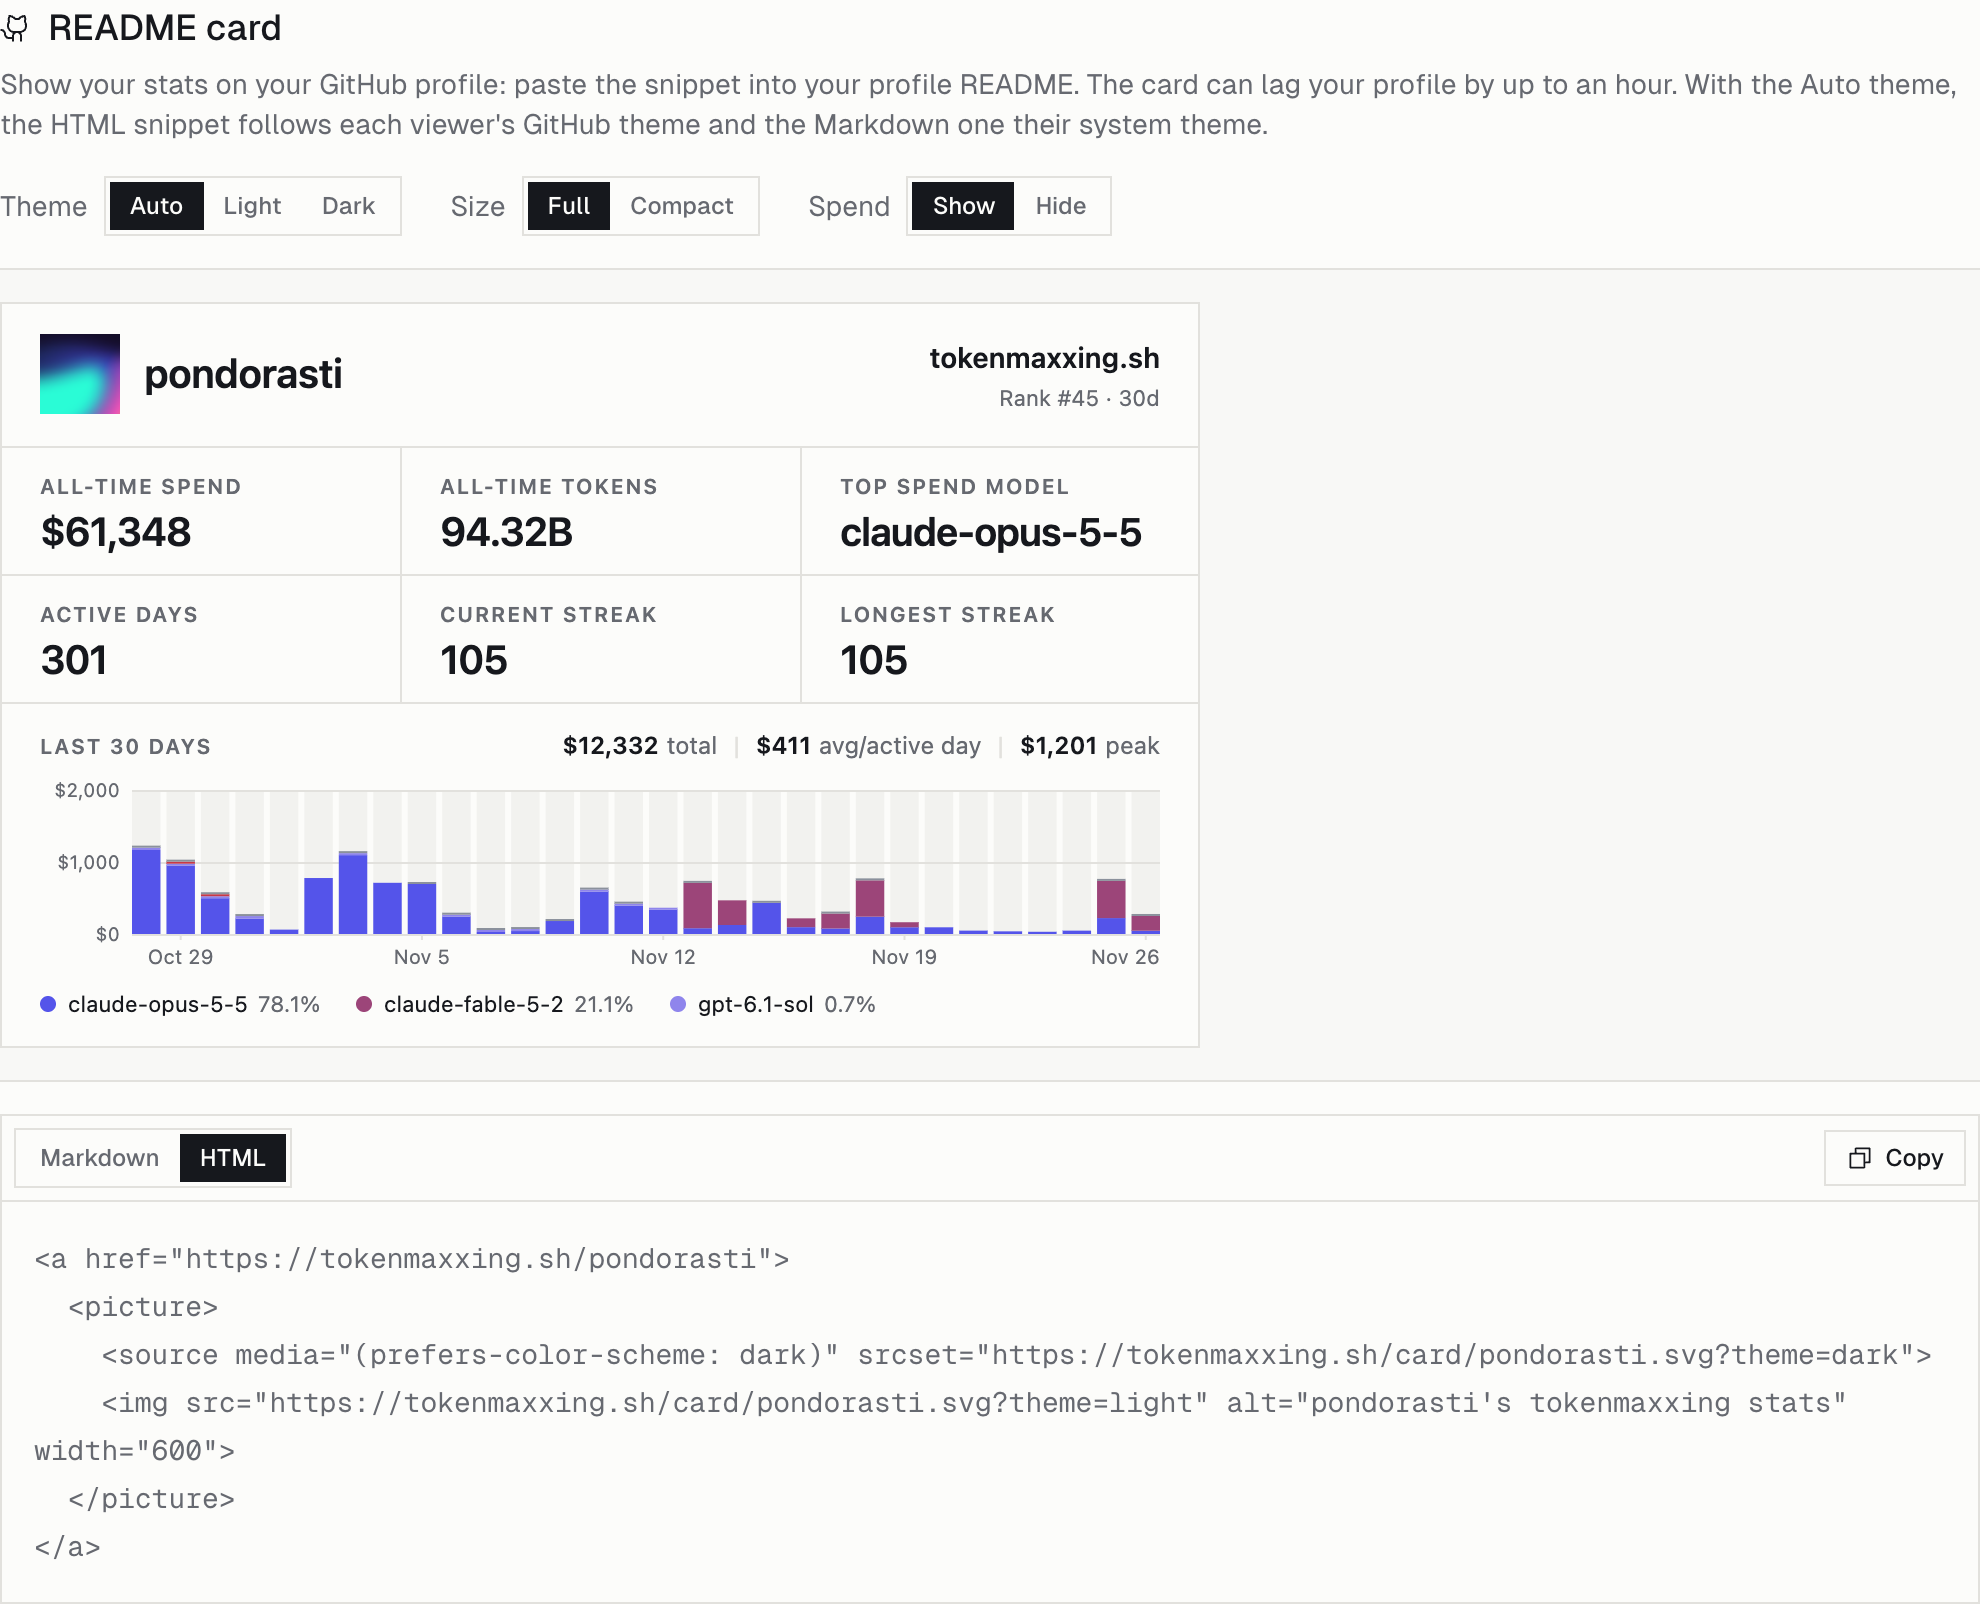 README card
Show your stats on your GitHub profile: paste the snippet into your profile README. The card can lag your profile by up to an hour. With the Auto theme,
the HTML snippet follows each viewer's GitHub theme and the Markdown one their system theme.
Theme Auto Light Dark Size Full Compact Spend Show Hide
pondorasti
tokenmaxxing.sh
Rank #45 · 30d
ALL-TIME SPEND
$61,348
ALL-TIME TOKENS
94.32B
TOP SPEND MODEL
claude-opus-5-5
ACTIVE DAYS
301
CURRENT STREAK
105
LONGEST STREAK
105
LAST 30 DAYS
$12,332 total | $411 avg/active day | $1,201 peak
$2,000
$1,000
$0
Oct 29 Nov 5 Nov 12 Nov 19 Nov 26
claude-opus-5-5 78.1% claude-fable-5-2 21.1% gpt-6.1-sol 0.7%
Markdown HTML Copy
<a href="https://tokenmaxxing.sh/pondorasti">
  <picture>
    <source media="(prefers-color-scheme: dark)" srcset="https://tokenmaxxing.sh/card/pondorasti.svg?theme=dark">
    <img src="https://tokenmaxxing.sh/card/pondorasti.svg?theme=light" alt="pondorasti's tokenmaxxing stats"
width="600">
  </picture>
</a>